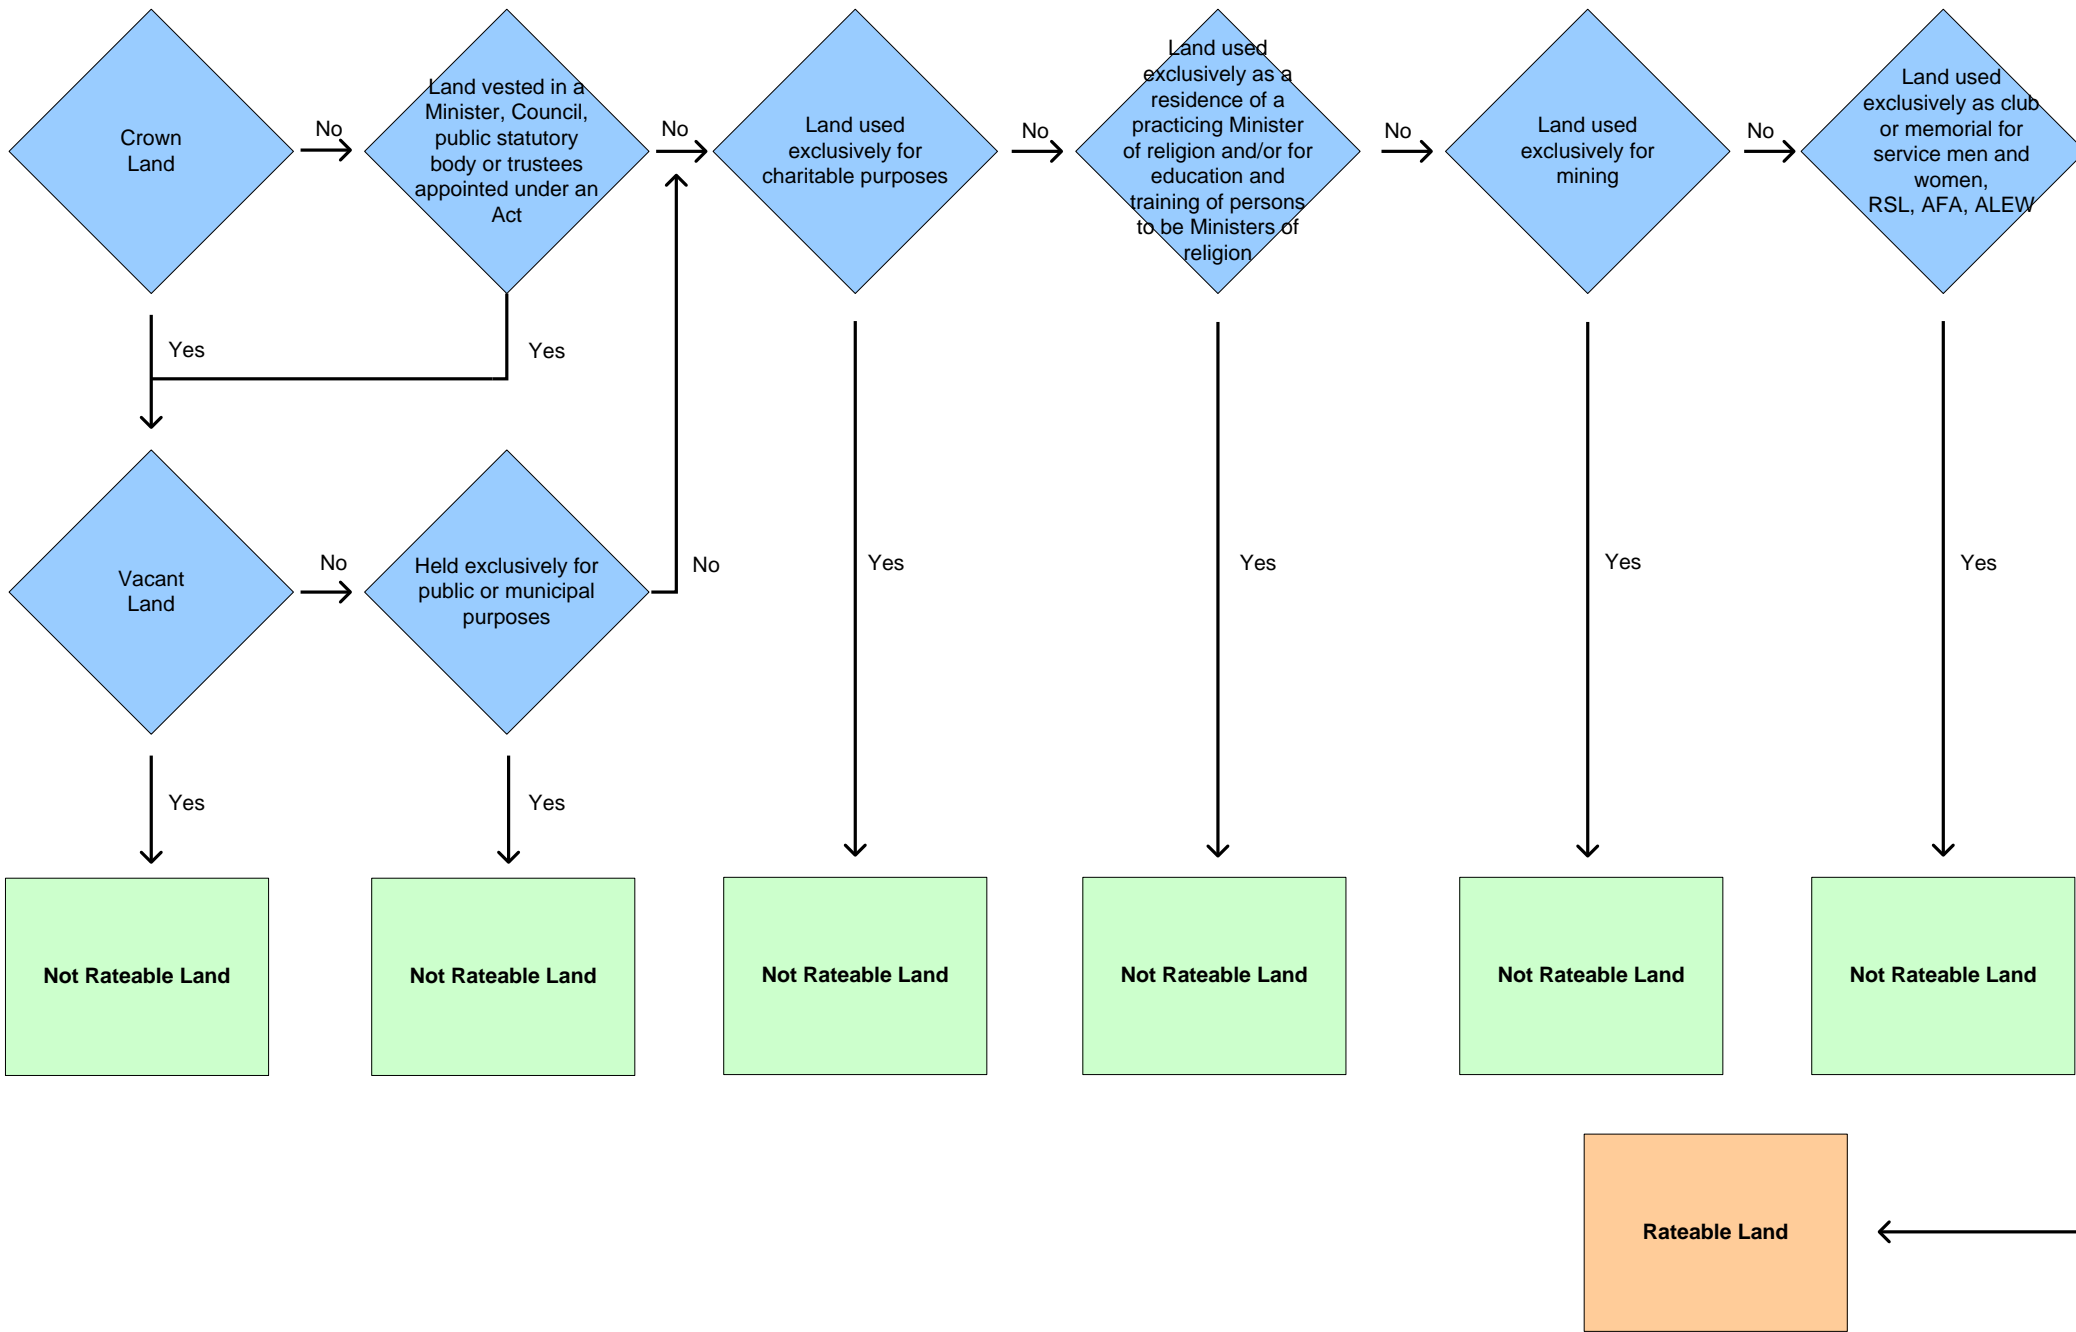 Crown
Land
No
Land vested in a
Minister, Council,
public statutory
body or trustees
appointed under an
Act
No
Land used
exclusively for
charitable purposes
No
Land used
exclusively as a
residence of a
practicing Minister
of religion and/or for
education and
training of persons
to be Ministers of
religion
No
Land used
exclusively for
mining
No
Land used
exclusively as club
or memorial for
service men and
women,
RSL, AFA, ALEW
Yes
Yes
Vacant
Land
No
Held exclusively for
public or municipal
purposes
No
Yes
Yes
Yes
Yes
Yes
Yes
Not Rateable Land
Not Rateable Land
Not Rateable Land
Not Rateable Land
Not Rateable Land
Not Rateable Land
Rateable Land